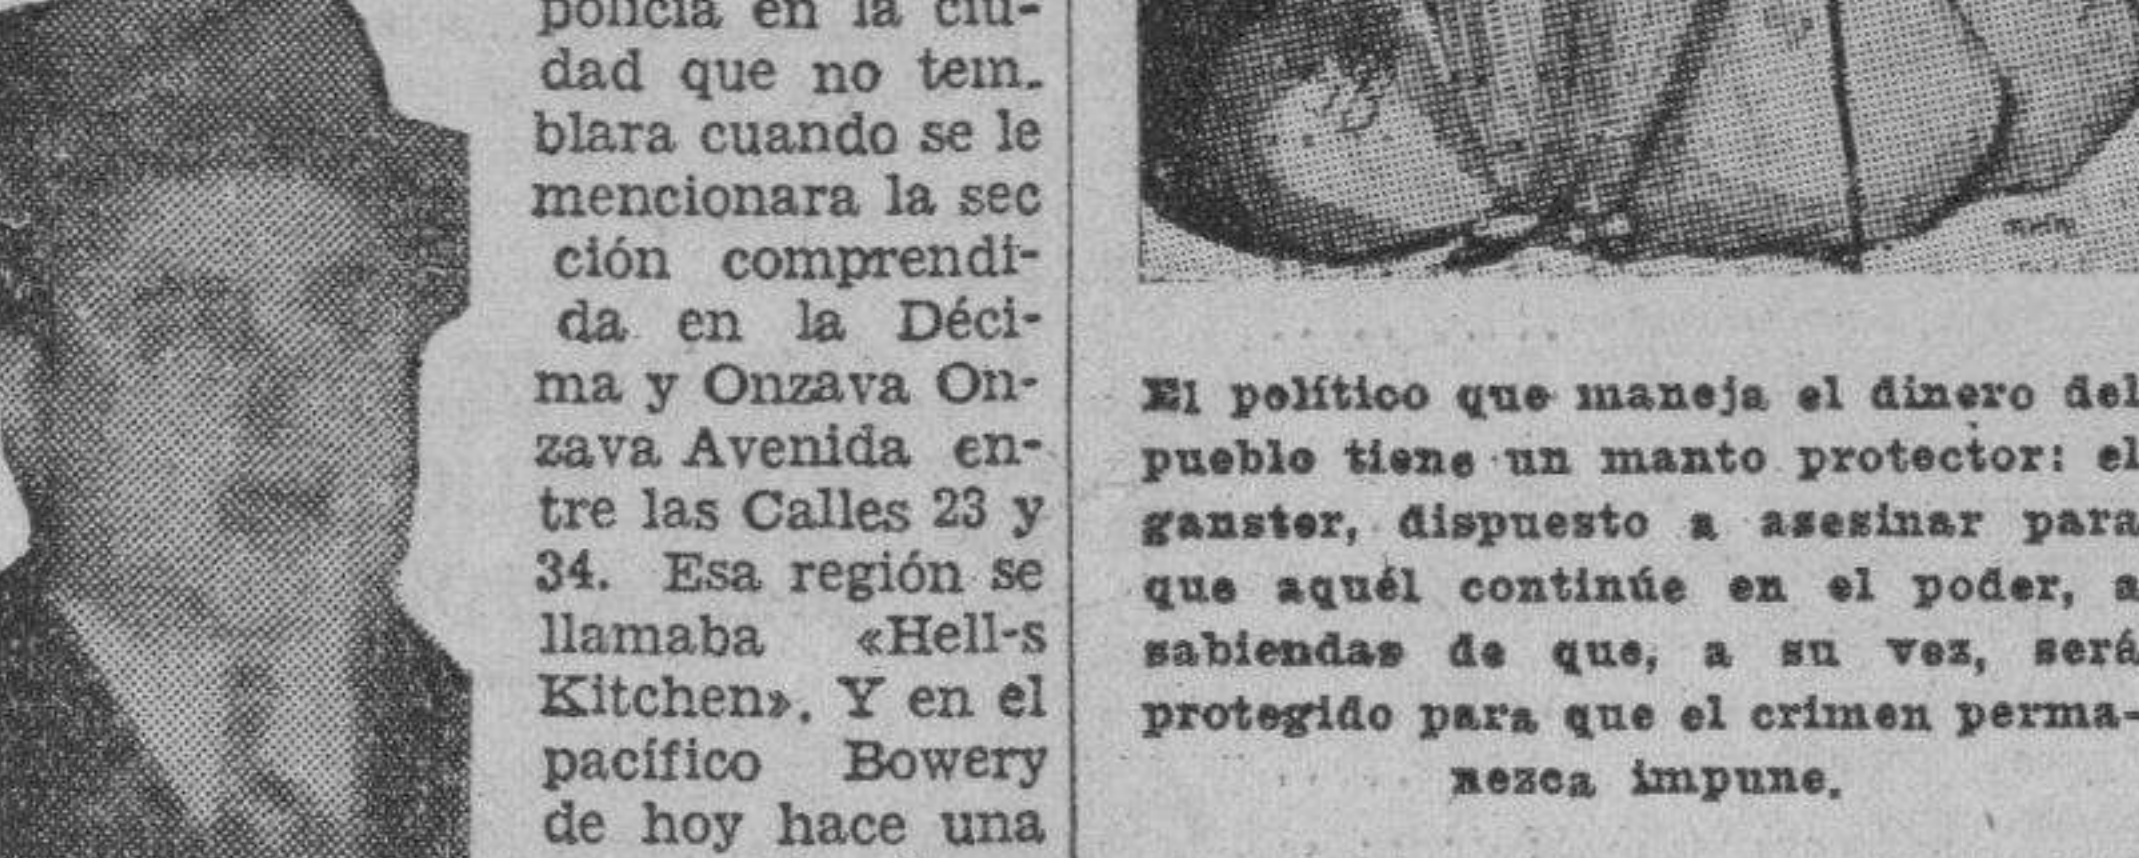 policía en la ciu-
dad que no tem-
blara cuando se le
mencionara la sec
ción comprendi-
da en la Déci-
ma y Onzava On-
zava Avenida en-
tre las Calles 23 y
34. Esa región se
llamaba «Hell-s
Kitchen». Y en el
pacífico Bowery
de hoy hace una
El político que maneja el dinero del
pueblo tiene un manto protector: el
ganster, dispuesto a asesinar para
que aquél continúe en el poder, a
sabiendas de que, a su vez, será
protegido para que el crimen perma-
nezca impune.